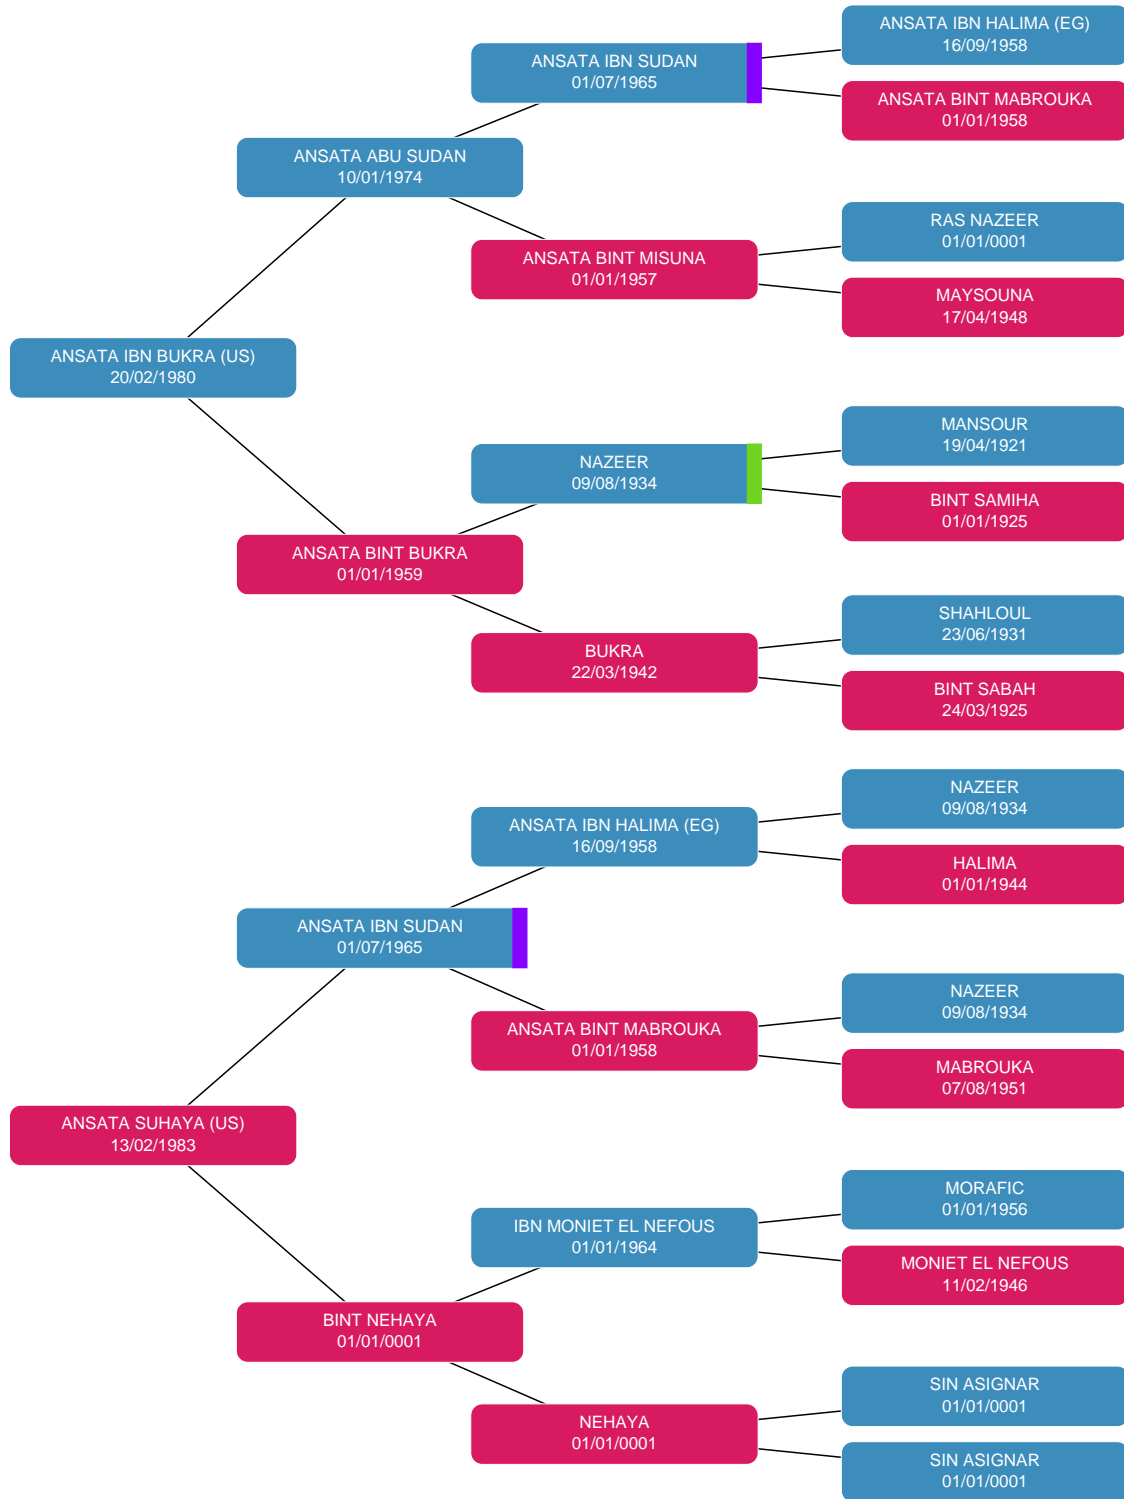 ANSATA IBN HALIMA (EG)
16/09/1958
ANSATA IBN SUDAN
01/07/1965
ANSATA BINT MABROUKA
01/01/1958
ANSATA ABU SUDAN
10/01/1974
RAS NAZEER
01/01/0001
ANSATA BINT MISUNA
01/01/1957
MAYSOUNA
17/04/1948
ANSATA IBN BUKRA (US)
20/02/1980
MANSOUR
19/04/1921
NAZEER
09/08/1934
BINT SAMIHA
01/01/1925
ANSATA BINT BUKRA
01/01/1959
SHAHLOUL
23/06/1931
BUKRA
22/03/1942
BINT SABAH
24/03/1925
NAZEER
09/08/1934
ANSATA IBN HALIMA (EG)
16/09/1958
HALIMA
01/01/1944
ANSATA IBN SUDAN
01/07/1965
NAZEER
09/08/1934
ANSATA BINT MABROUKA
01/01/1958
MABROUKA
07/08/1951
ANSATA SUHAYA (US)
13/02/1983
MORAFIC
01/01/1956
IBN MONIET EL NEFOUS
01/01/1964
MONIET EL NEFOUS
11/02/1946
BINT NEHAYA
01/01/0001
SIN ASIGNAR
01/01/0001
NEHAYA
01/01/0001
SIN ASIGNAR
01/01/0001